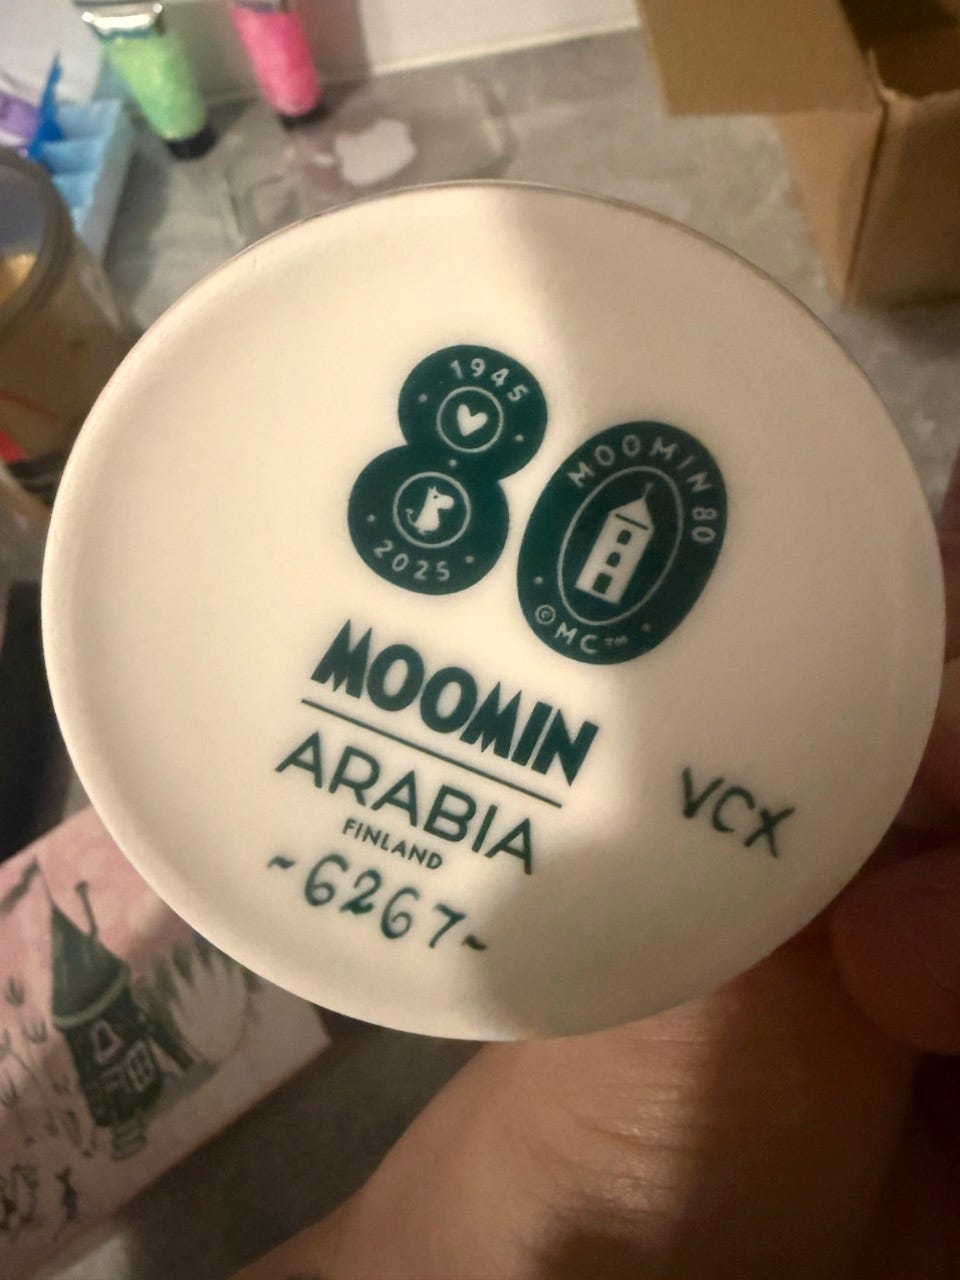 1945
2025
MOOMIN 80
©MC™
MOOMIN
ARABIA
FINLAND
~6267~
VCX